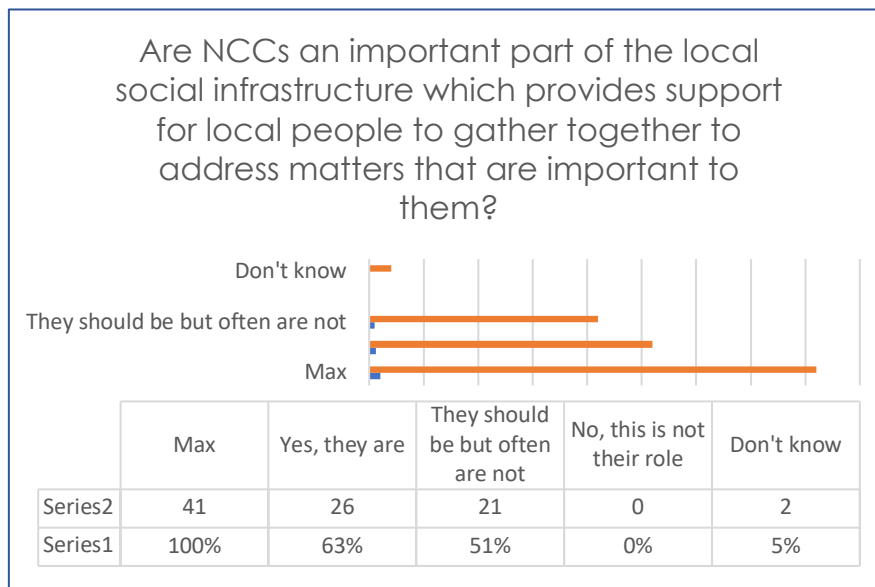 Are NCCs an important part of the local
social infrastructure which provides support
for local people to gather together to
address matters that are important to
them?
Don't know
They should be but often are not
Max
Max Yes, they are They should be but often are not No, this is not their role Don't know
Series2 41 26 21 0 2
Series1 100% 63% 51% 0% 5%